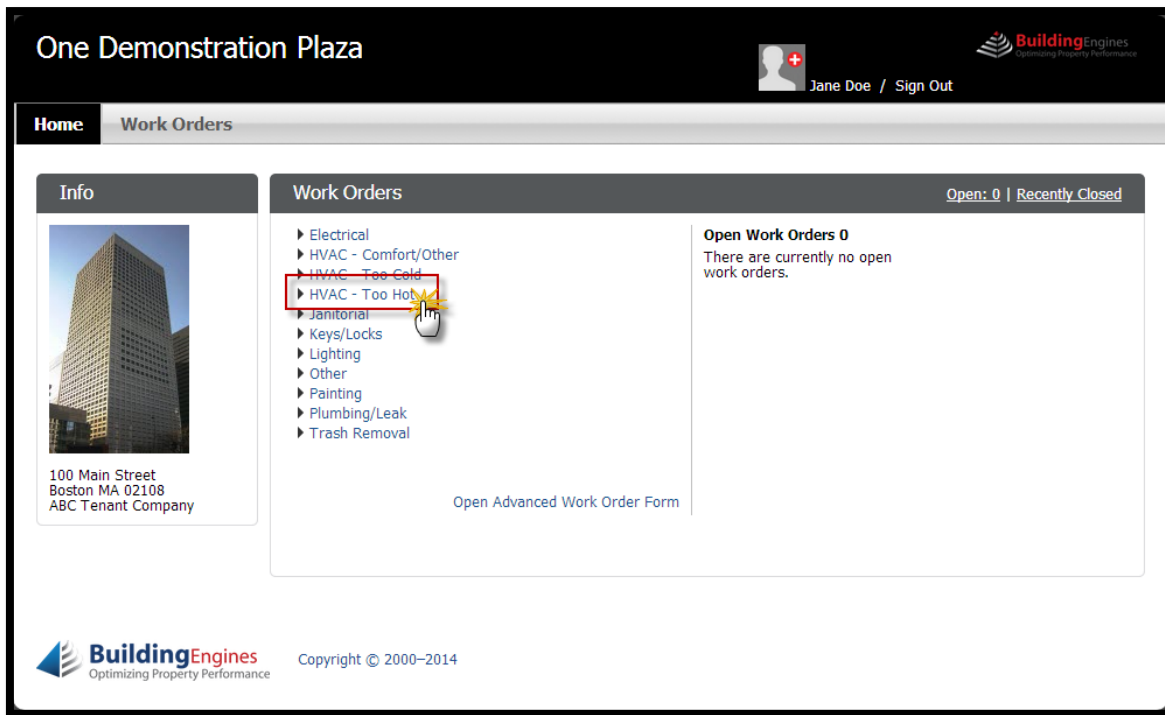 One Demonstration Plaza
BuildingEngines
Optimizing Property Performance
Jane Doe / Sign Out
Home Work Orders
Info
Work Orders
Open: 0 | Recently Closed
Electrical
HVAC - Comfort/Other
HVAC - Too Cold
HVAC - Too Hot
Janitorial
Keys/Locks
Lighting
Other
Painting
Plumbing/Leak
Trash Removal
Open Advanced Work Order Form
Open Work Orders 0
There are currently no open
work orders.
100 Main Street
Boston MA 02108
ABC Tenant Company
BuildingEngines
Optimizing Property Performance
Copyright © 2000–2014